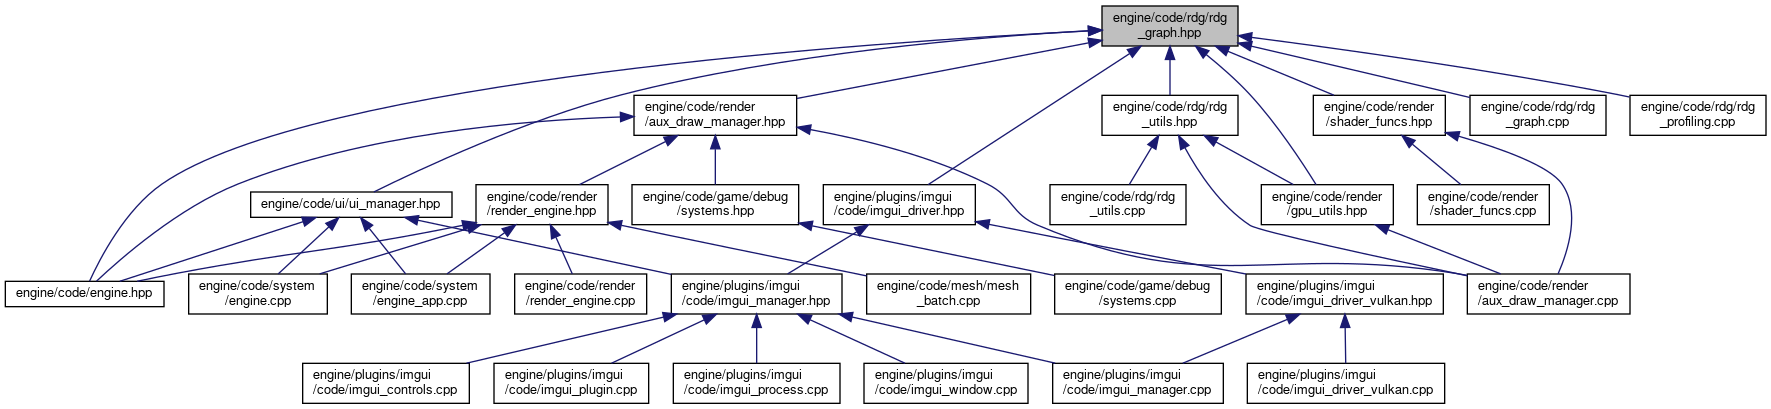 engine/code/rdg/rdg
_graph.hpp
engine/code/render
/aux_draw_manager.hpp
engine/code/rdg/rdg
_utils.hpp
engine/code/render
/shader_funcs.hpp
engine/code/rdg/rdg
_graph.cpp
engine/code/rdg/rdg
_profiling.cpp
engine/code/ui/ui_manager.hpp
engine/code/render
/render_engine.hpp
engine/code/game/debug
/systems.hpp
engine/plugins/imgui
/code/imgui_driver.hpp
engine/code/rdg/rdg
_utils.cpp
engine/code/render
/gpu_utils.hpp
engine/code/render
/shader_funcs.cpp
engine/code/engine.hpp
engine/code/system
/engine.cpp
engine/code/system
/engine_app.cpp
engine/code/render
/render_engine.cpp
engine/plugins/imgui
/code/imgui_manager.hpp
engine/code/mesh/mesh
_batch.cpp
engine/code/game/debug
/systems.cpp
engine/plugins/imgui
/code/imgui_driver_vulkan.hpp
engine/code/render
/aux_draw_manager.cpp
engine/plugins/imgui
/code/imgui_controls.cpp
engine/plugins/imgui
/code/imgui_plugin.cpp
engine/plugins/imgui
/code/imgui_process.cpp
engine/plugins/imgui
/code/imgui_window.cpp
engine/plugins/imgui
/code/imgui_manager.cpp
engine/plugins/imgui
/code/imgui_driver_vulkan.cpp